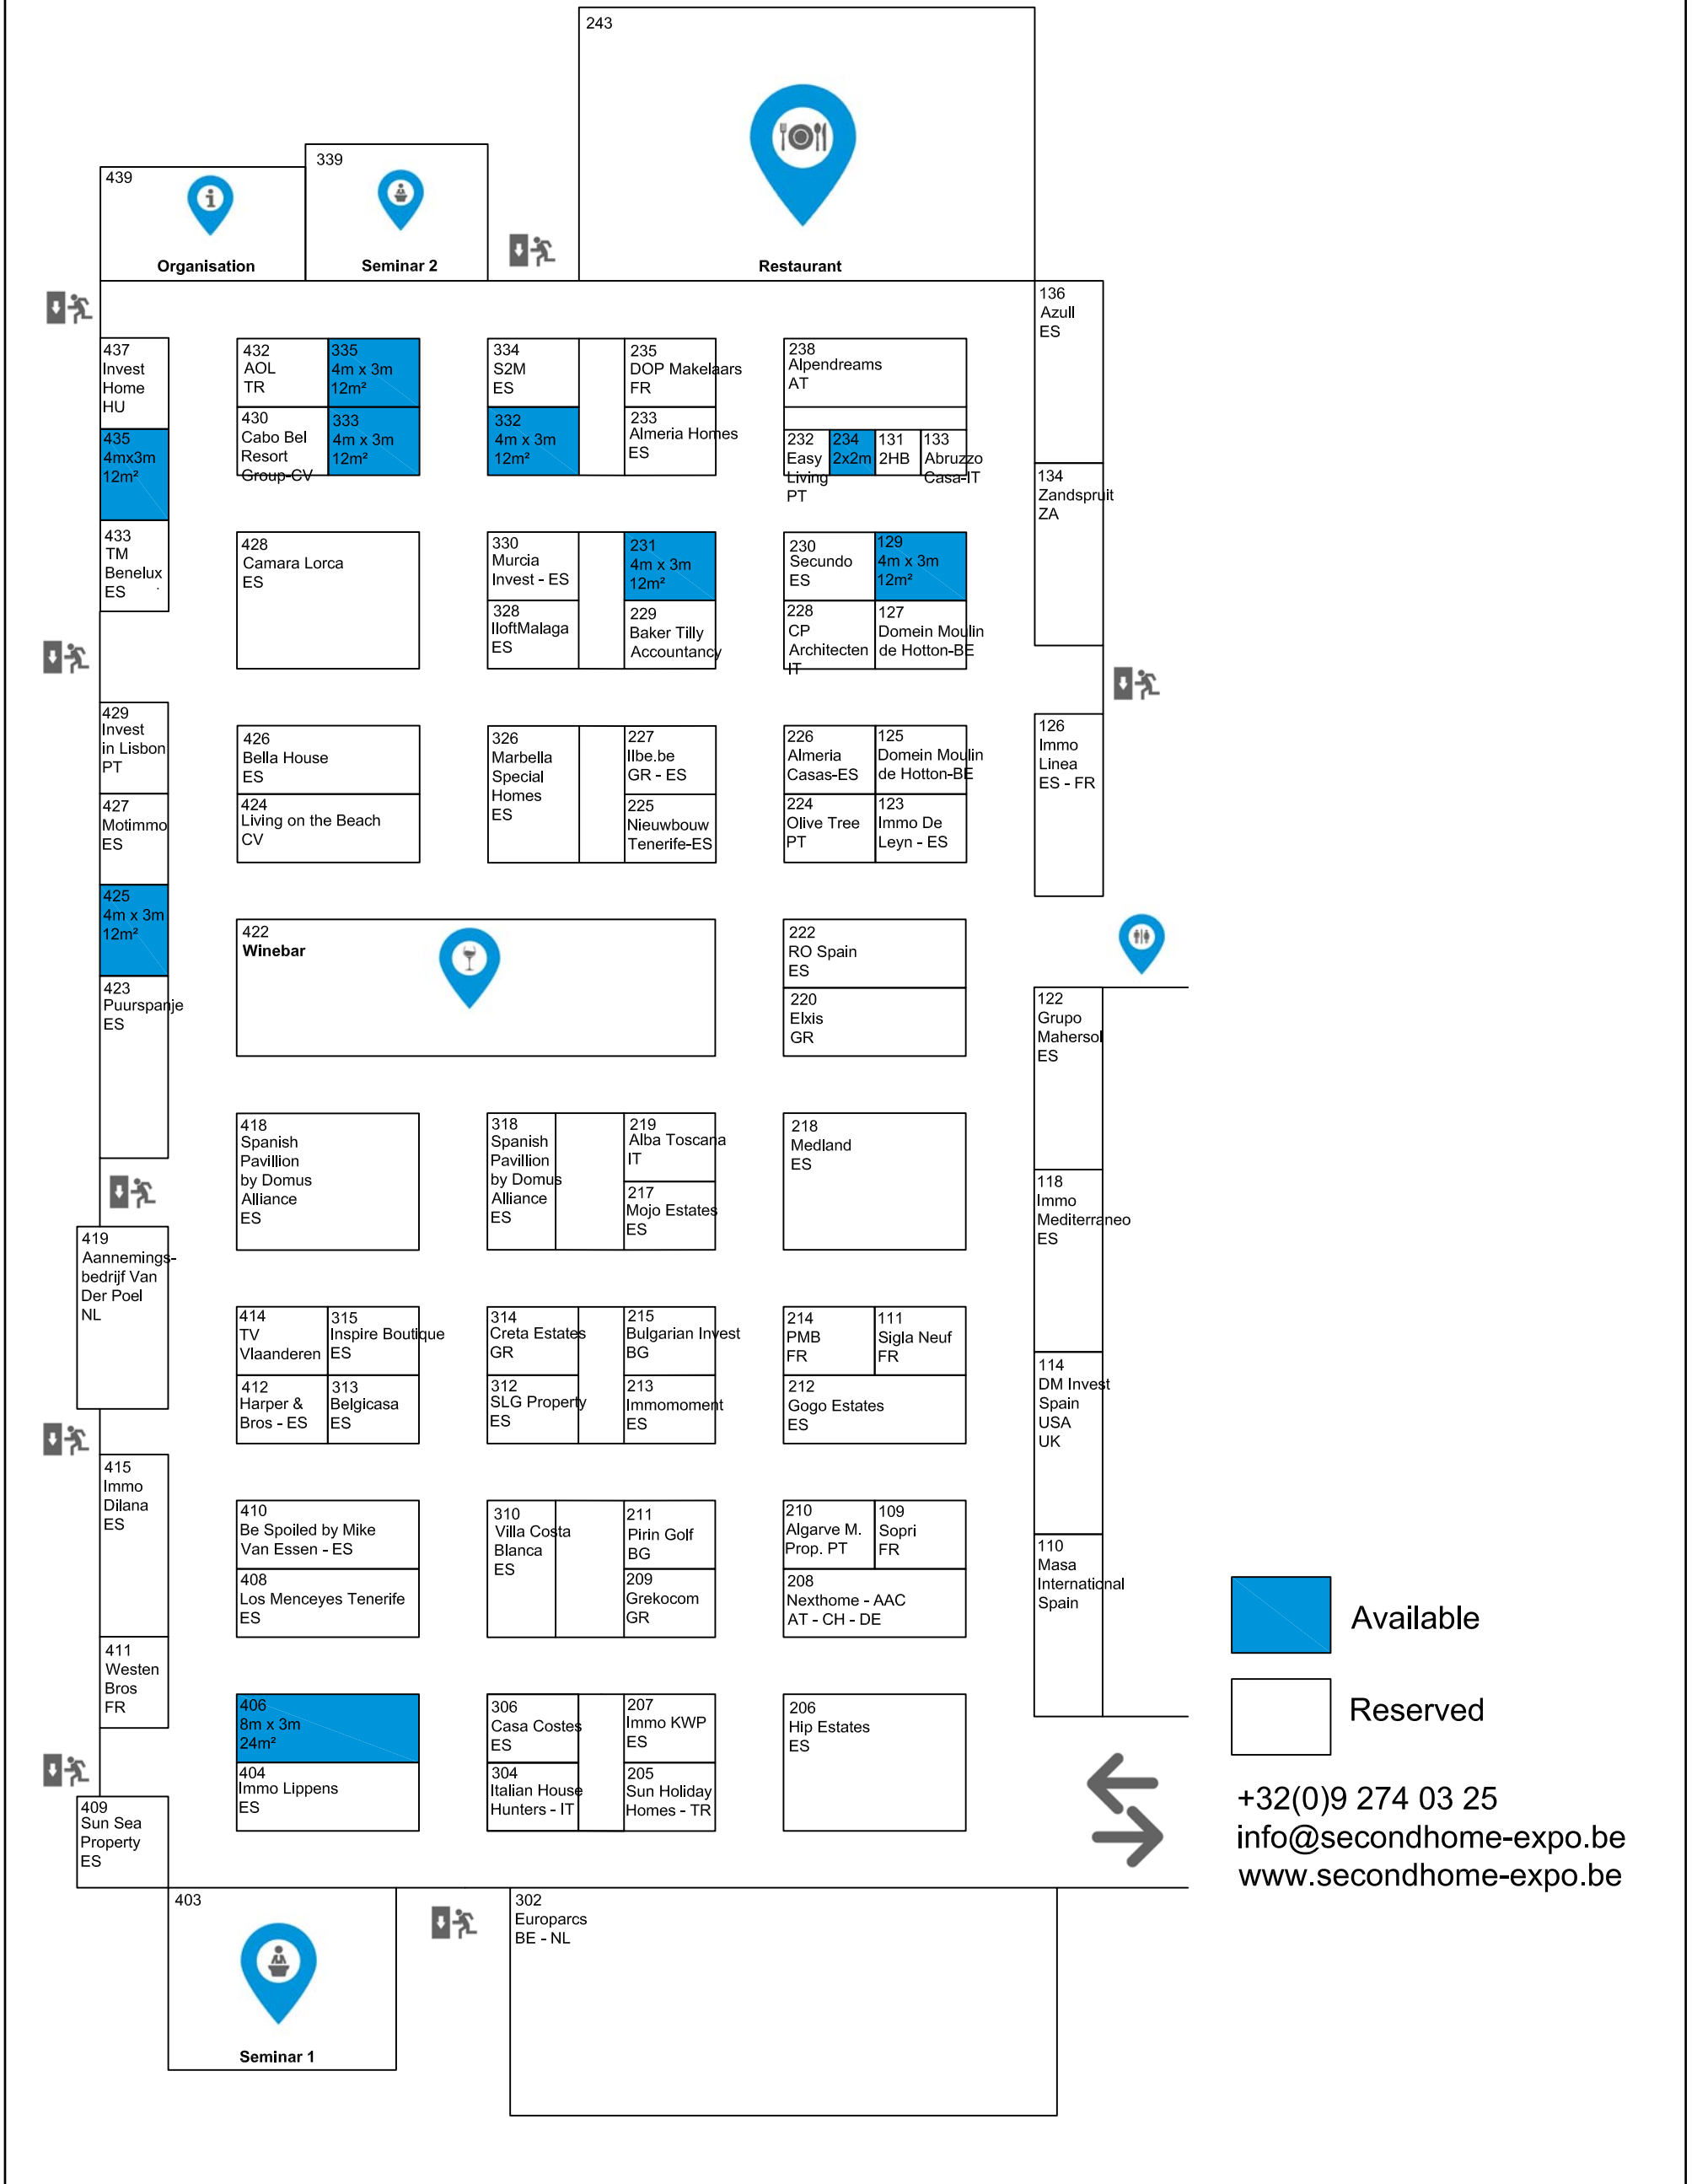 243
339
439
Organisation
Seminar 2
Restaurant
136
Azull
ES
437
Invest
Home
HU
432
AOL
TR
335
4m x 3m
12m²
334
S2M
ES
235
DOP Makelaars
FR
238
Alpendreams
AT
430
Cabo Bel
Resort
Group-CV
333
4m x 3m
12m²
332
4m x 3m
12m²
233
Almeria Homes
ES
232
Easy
Living
PT
234
2x2m
131
2HB
133
Abruzzo
Casa-IT
435
4mx3m
12m²
134
Zandspruit
ZA
433
TM
Benelux
ES
428
Camara Lorca
ES
330
Murcia
Invest - ES
231
4m x 3m
12m²
230
Secundo
ES
129
4m x 3m
12m²
328
IloftMalaga
ES
229
Baker Tilly
Accountancy
228
CP
Architecten
IT
127
Domein Moulin
de Hotton-BE
429
Invest
in Lisbon
PT
426
Bella House
ES
326
Marbella
Special
Homes
ES
227
Ilbe.be
GR - ES
226
Almeria
Casas-ES
125
Domein Moulin
de Hotton-BE
126
Immo
Linea
ES - FR
427
Motimmo
ES
424
Living on the Beach
CV
225
Nieuwbouw
Tenerife-ES
224
Olive Tree
PT
123
Immo De
Leyn - ES
425
4m x 3m
12m²
422
Winebar
222
RO Spain
ES
423
Puurspanje
ES
220
Elxis
GR
122
Grupo
Mahersol
ES
418
Spanish
Pavillion
by Domus
Alliance
ES
318
Spanish
Pavillion
by Domus
Alliance
ES
219
Alba Toscana
IT
217
Mojo Estates
ES
218
Medland
ES
118
Immo
Mediterraneo
ES
419
Aannemings-
bedrijf Van
Der Poel
NL
414
TV
Vlaanderen
315
Inspire Boutique
ES
314
Creta Estates
GR
215
Bulgarian Invest
BG
214
PMB
FR
111
Sigla Neuf
FR
412
Harper &
Bros - ES
313
Belgicasa
ES
312
SLG Property
ES
213
Immomoment
ES
212
Gogo Estates
ES
114
DM Invest
Spain
USA
UK
415
Immo
Dilana
ES
410
Be Spoiled by Mike
Van Essen - ES
310
Villa Costa
Blanca
ES
211
Pirin Golf
BG
210
Algarve M.
Prop. PT
109
Sopri
FR
408
Los Menceyes Tenerife
ES
209
Grekocom
GR
208
Nexthome - AAC
AT - CH - DE
110
Masa
International
Spain
Available
411
Westen
Bros
FR
406
8m x 3m
24m²
306
Casa Costes
ES
207
Immo KWP
ES
206
Hip Estates
ES
Reserved
404
Immo Lippens
ES
304
Italian House
Hunters - IT
205
Sun Holiday
Homes - TR
409
Sun Sea
Property
ES
+32(0)9 274 03 25
info@secondhome-expo.be
www.secondhome-expo.be
403
Seminar 1
302
Europarcs
BE - NL